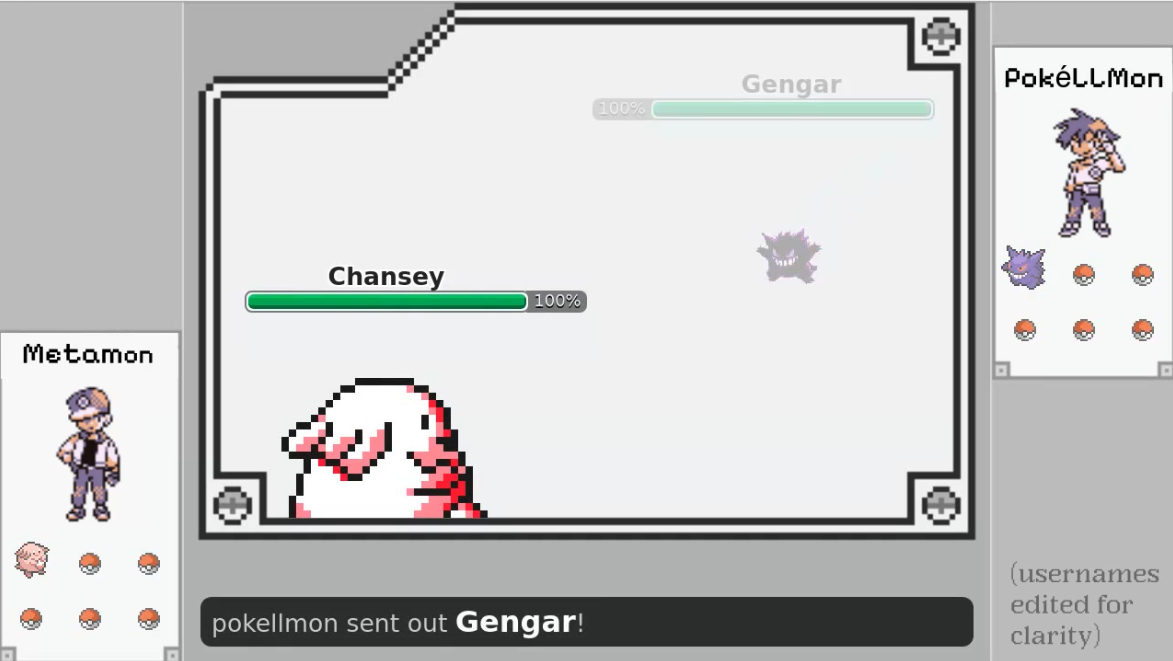 Gengar
100%
PokéLLMon
Chansey
100%
Metamon
(usernames
edited for
clarity)
pokellmon sent out Gengar!